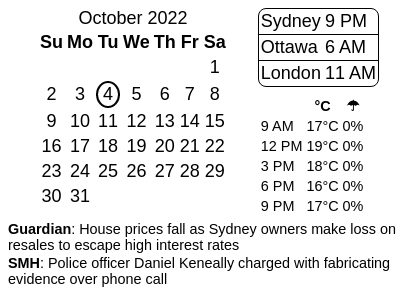 October 2022
Su Mo Tu We Th Fr Sa
1
2 3 4 5 6 7 8
9 10 11 12 13 14 15
16 17 18 19 20 21 22
23 24 25 26 27 28 29
30 31
Sydney 9 PM
Ottawa 6 AM
London 11 AM
°C ☂
9 AM 17°C 0%
12 PM 19°C 0%
3 PM 18°C 0%
6 PM 16°C 0%
9 PM 17°C 0%
Guardian: House prices fall as Sydney owners make loss on
resales to escape high interest rates
SMH: Police officer Daniel Keneally charged with fabricating
evidence over phone call